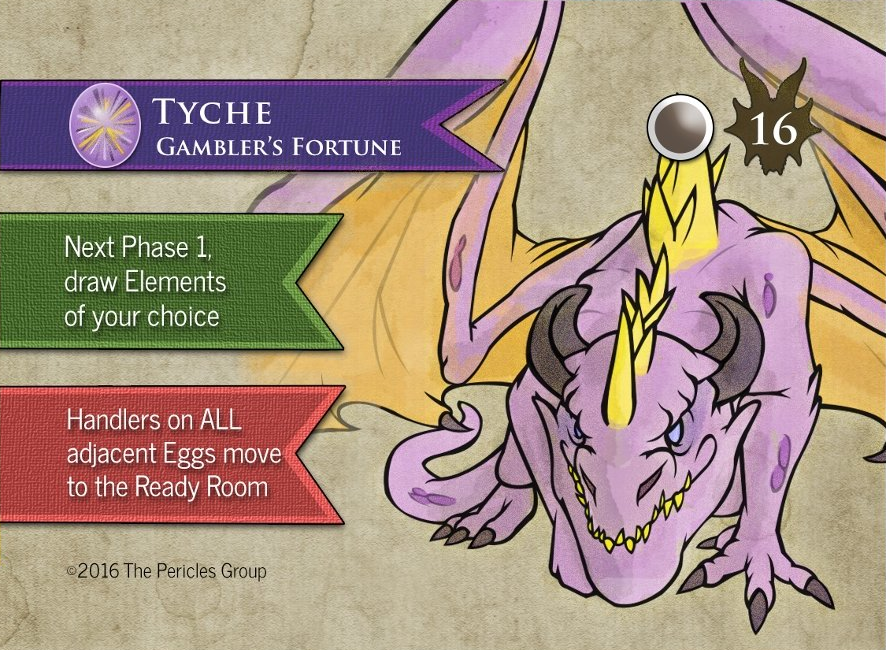 Tyche
Gambler's Fortune
16
Next Phase 1,
draw Elements
of your choice
Handlers on ALL
adjacent Eggs move
to the Ready Room
©2016 The Pericles Group